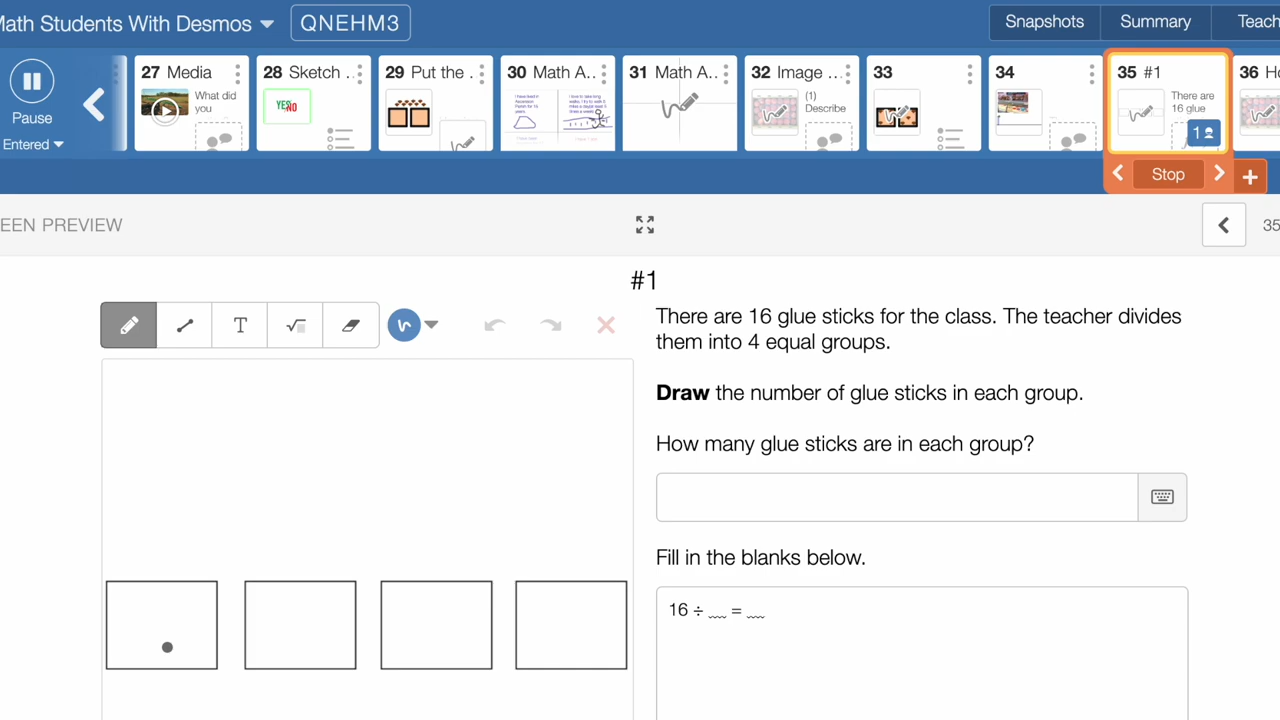 Math Students With Desmos
QNEHM3
Snapshots
Summary
Teach
Pause
Entered
27 Media
What did
you
28 Sketch ..
YES
NO
29 Put the .
30 Math A..
31 Math A..
32 Image ...
(1)
Describe
33
34
35 #1
There are
16 glue
1
36 Ho
Stop
EEN PREVIEW
35
#1
T
There are 16 glue sticks for the class. The teacher divides
them into 4 equal groups.
Draw the number of glue sticks in each group.
How many glue sticks are in each group?
Fill in the blanks below.
16 ÷ __ = __